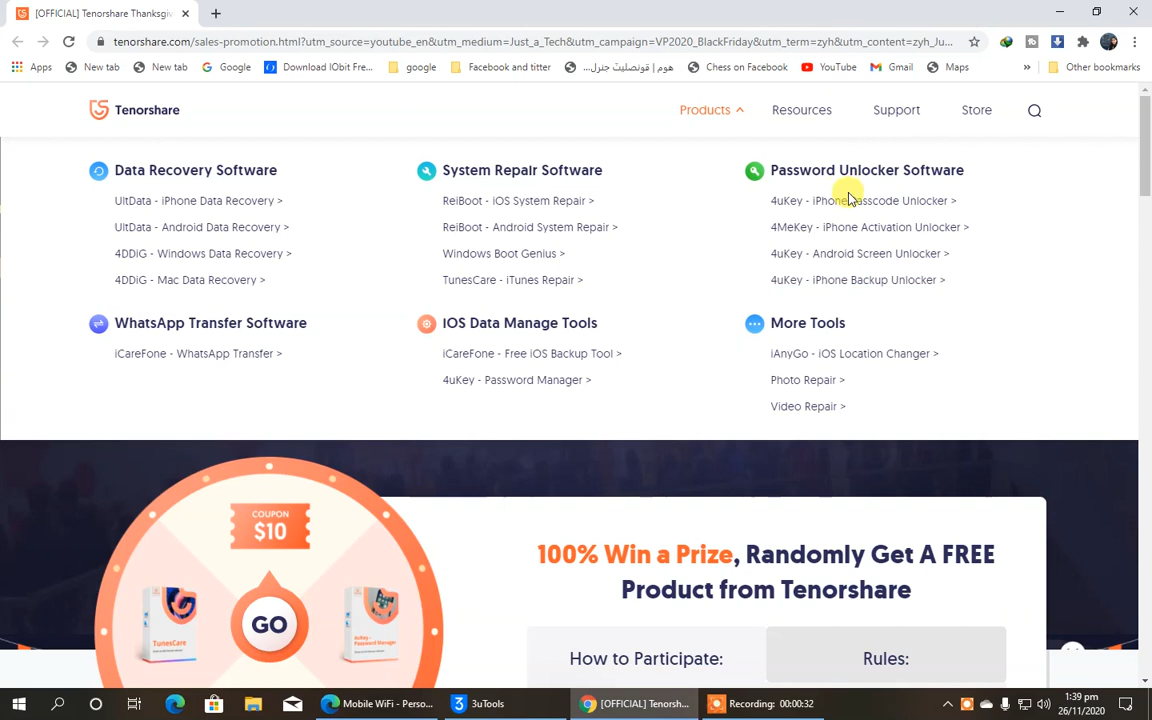 [OFFICIAL] Tenorshare Thanksgiv
tenorshare.com/sales-promotion.html?utm_source=youtube_en&utm_medium=Just_a_Tech&utm_campaign=VP2020_BlackFriday&utm_term=zyh&utm_content=zyh_Ju...
Apps New tab New tab Google Download IObit Fre... google Facebook and titter هوم | قونصلیٹ جنرل... Chess on Facebook YouTube Gmail Maps » Other bookmarks
Tenorshare Products Resources Support Store
Data Recovery Software
UltData - iPhone Data Recovery >
UltData - Android Data Recovery >
4DDiG - Windows Data Recovery >
4DDiG - Mac Data Recovery >
System Repair Software
ReiBoot - iOS System Repair >
ReiBoot - Android System Repair >
Windows Boot Genius >
TunesCare - iTunes Repair >
Password Unlocker Software
4uKey - iPhone Passcode Unlocker >
4MeKey - iPhone Activation Unlocker >
4uKey - Android Screen Unlocker >
4uKey - iPhone Backup Unlocker >
WhatsApp Transfer Software
iCareFone - WhatsApp Transfer >
IOS Data Manage Tools
iCareFone - Free iOS Backup Tool >
4uKey - Password Manager >
More Tools
iAnyGo - iOS Location Changer >
Photo Repair >
Video Repair >
COUPON
$10
TunesCare
4uKey -
Password Manager
GO
100% Win a Prize, Randomly Get A FREE
Product from Tenorshare
How to Participate:
Rules:
Mobile WiFi - Perso...
3uTools
[OFFICIAL] Tenorsh...
Recording: 00:00:32
1:39 pm
26/11/2020